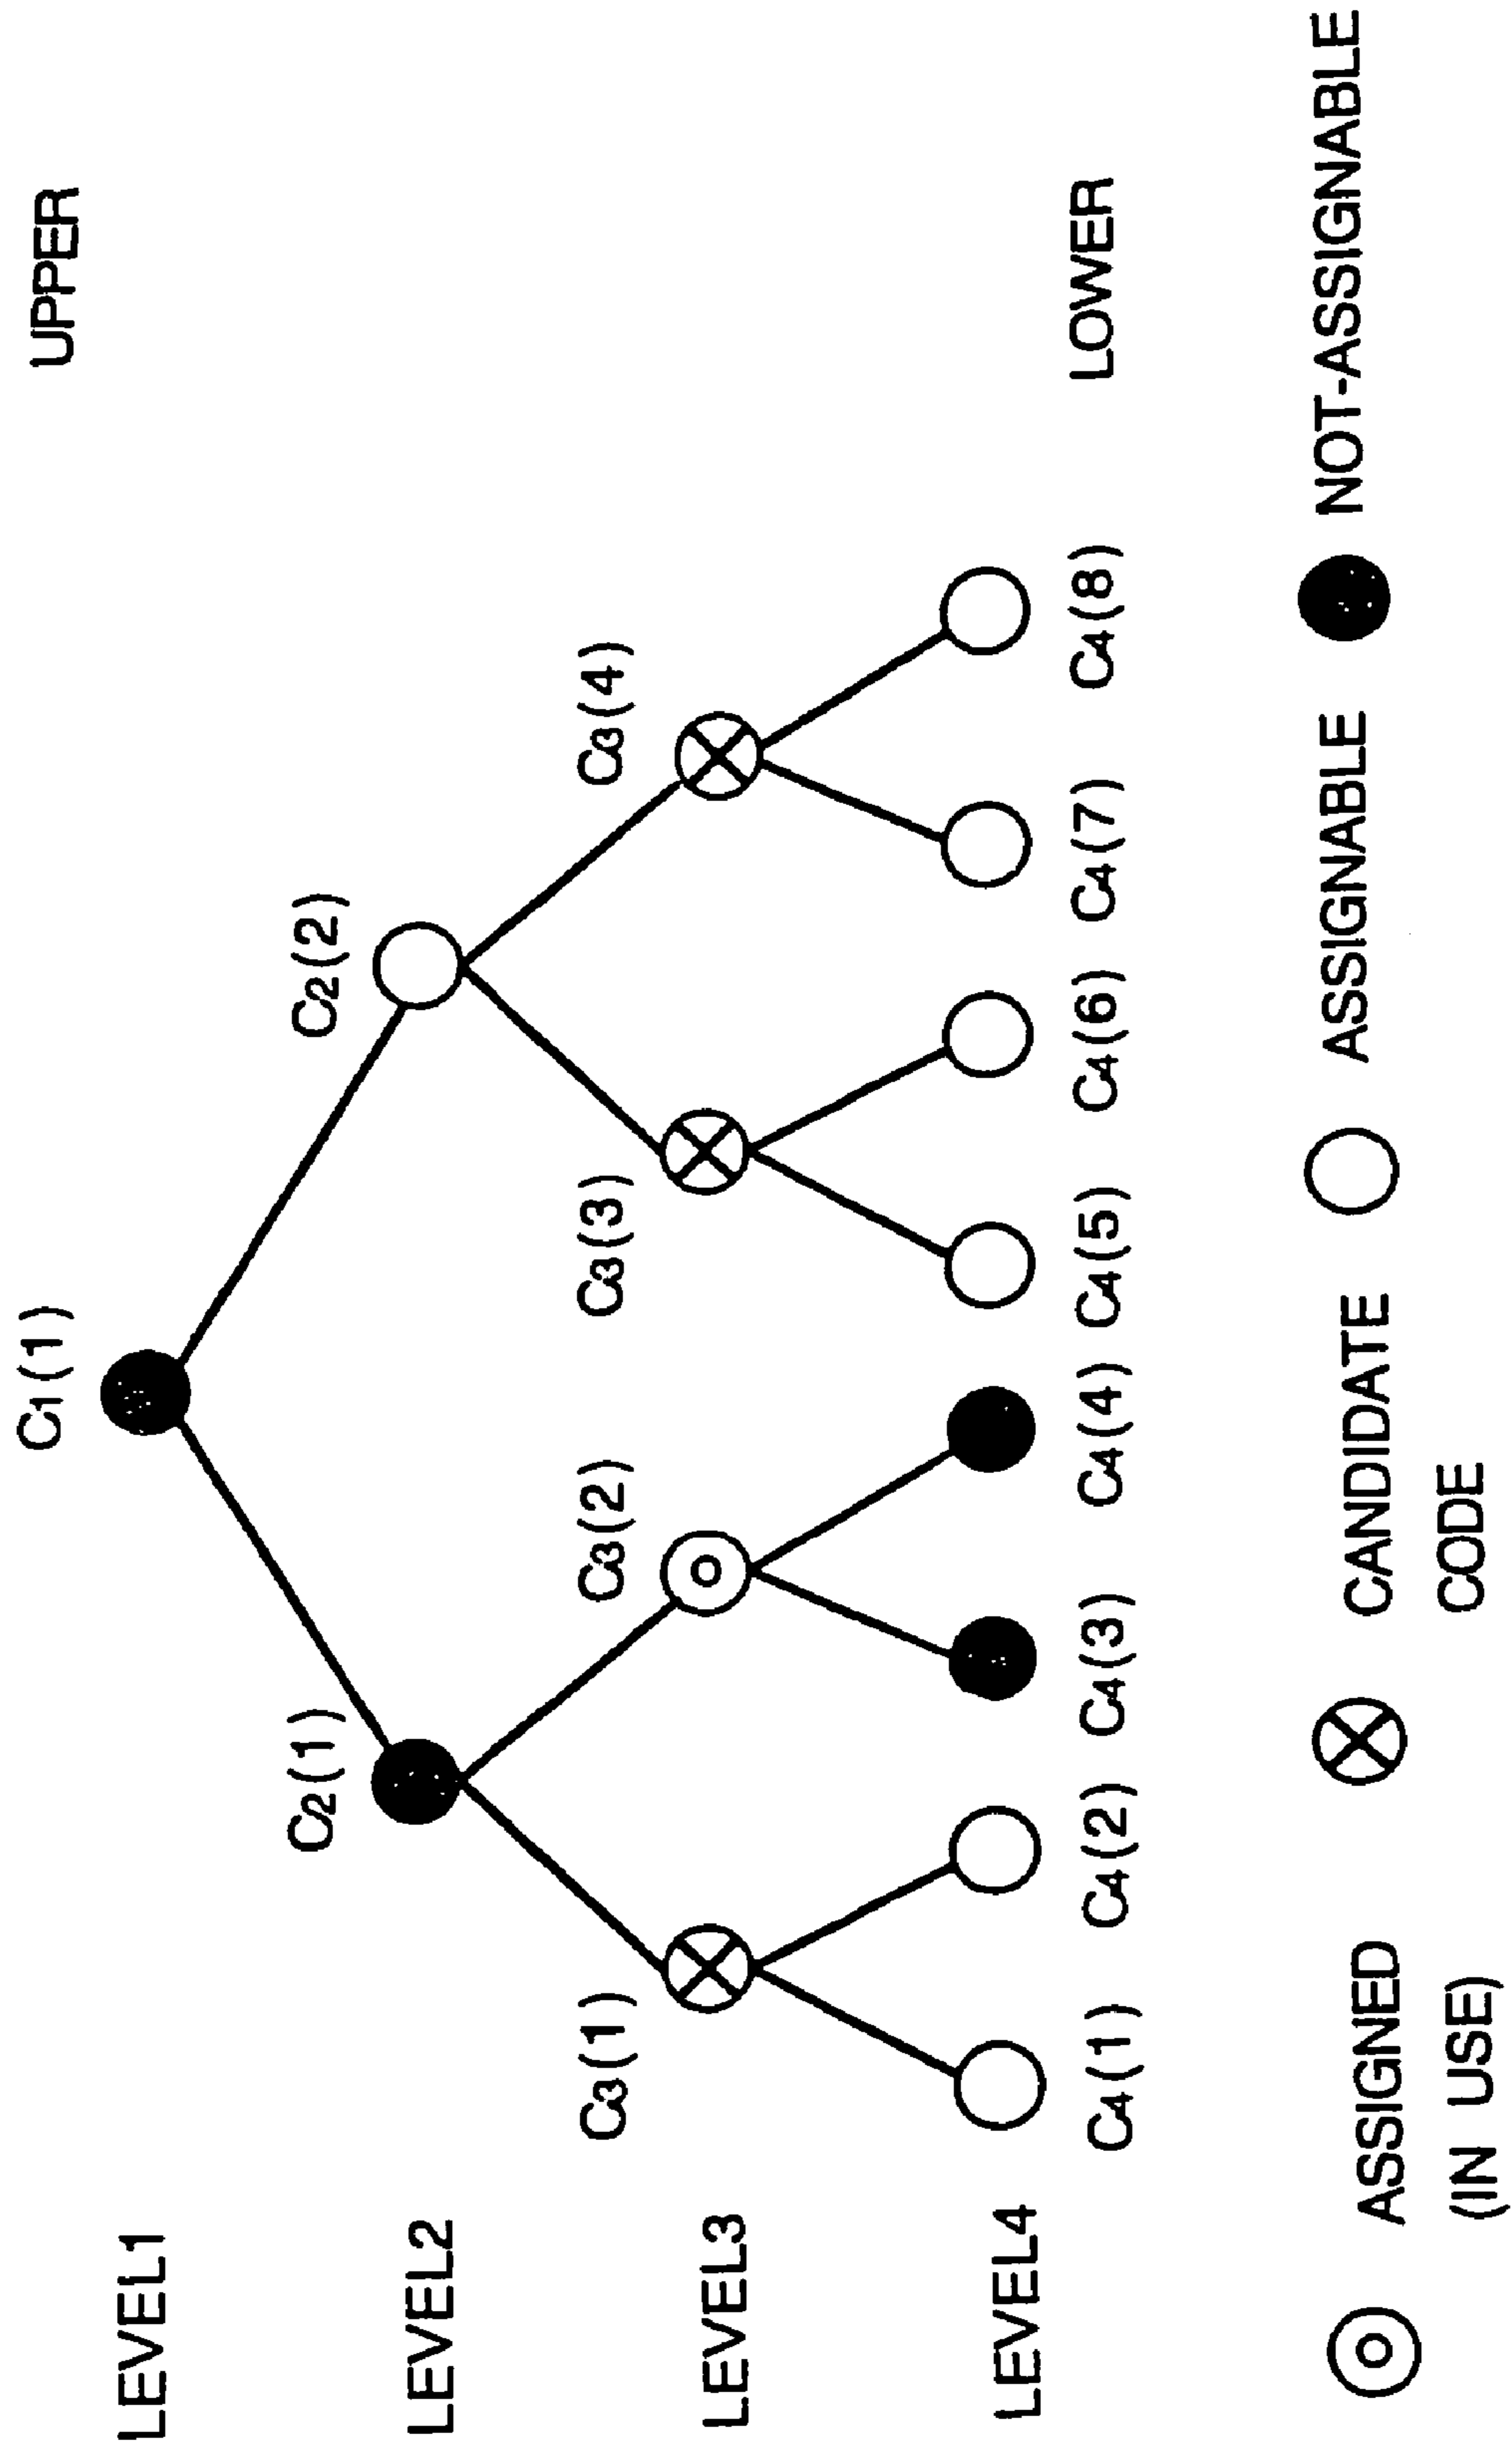 UPPER
C1(1)
LEVEL1
C2(1)
C2(2)
LEVEL2
C3(1)
C3(2)
C3(3)
C3(4)
LEVEL3
LEVEL4
C4(1)
C4(2)
C4(3)
C4(4)
C4(5)
C4(6)
C4(7)
C4(8)
LOWER
ASSIGNED
(IN USE)
CANDIDATE
CODE
ASSIGNABLE
NOT-ASSIGNABLE